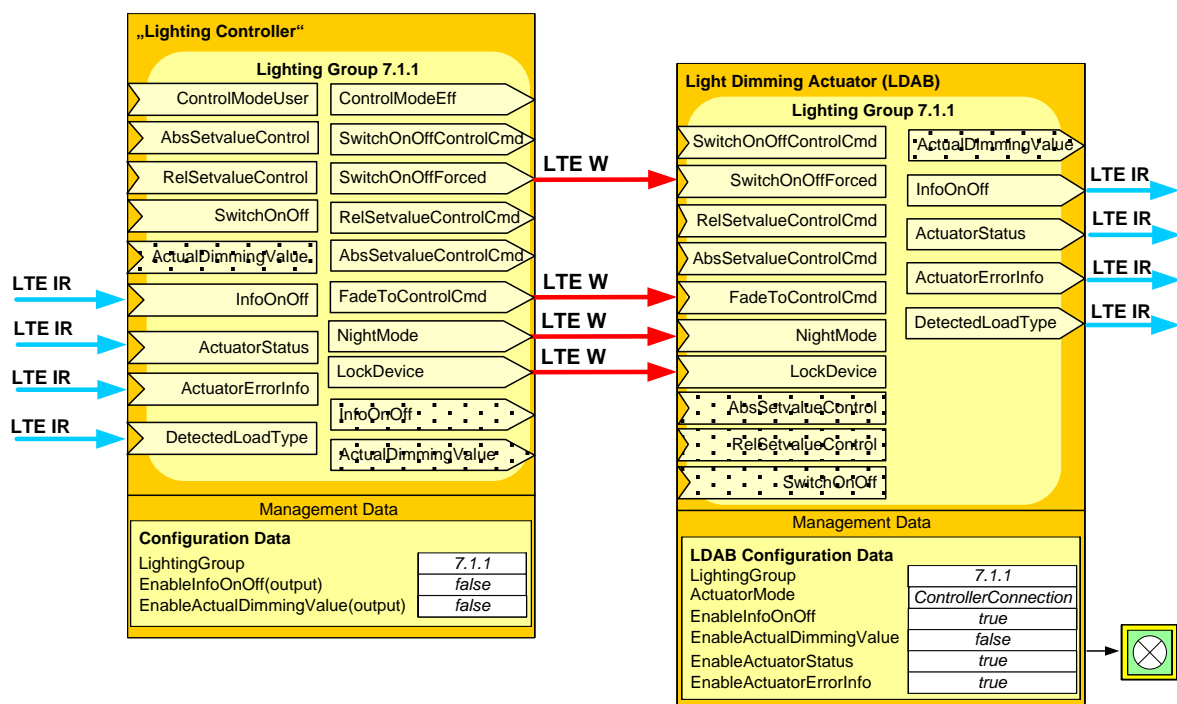 „Lighting Controller“
Lighting Group 7.1.1
ControlModeUser
AbsSetvalueControl
RelSetvalueControl
SwitchOnOff
ActualDimmingValue
InfoOnOff
ActuatorStatus
ActuatorErrorInfo
DetectedLoadType
LTE IR
LTE IR
LTE IR
LTE IR
ControlModeEff
SwitchOnOffControlCmd
SwitchOnOffForced
RelSetvalueControlCmd
AbsSetvalueControlCmd
FadeToControlCmd
NightMode
LockDevice
InfoOnOff
ActualDimmingValue
LTE W
LTE W
LTE W
LTE W
Management Data
Configuration Data
LightingGroup 7.1.1
EnableInfoOnOff(output) false
EnableActualDimmingValue(output) false
Light Dimming Actuator (LDAB)
Lighting Group 7.1.1
SwitchOnOffControlCmd
SwitchOnOffForced
RelSetvalueControlCmd
AbsSetvalueControlCmd
FadeToControlCmd
NightMode
LockDevice
AbsSetvalueControl
RelSetvalueControl
SwitchOnOff
ActualDimmingValue
InfoOnOff
ActuatorStatus
ActuatorErrorInfo
DetectedLoadType
LTE IR
LTE IR
LTE IR
LTE IR
Management Data
LDAB Configuration Data
LightingGroup 7.1.1
ActuatorMode ControllerConnection
EnableInfoOnOff true
EnableActualDimmingValue false
EnableActuatorStatus true
EnableActuatorErrorInfo true